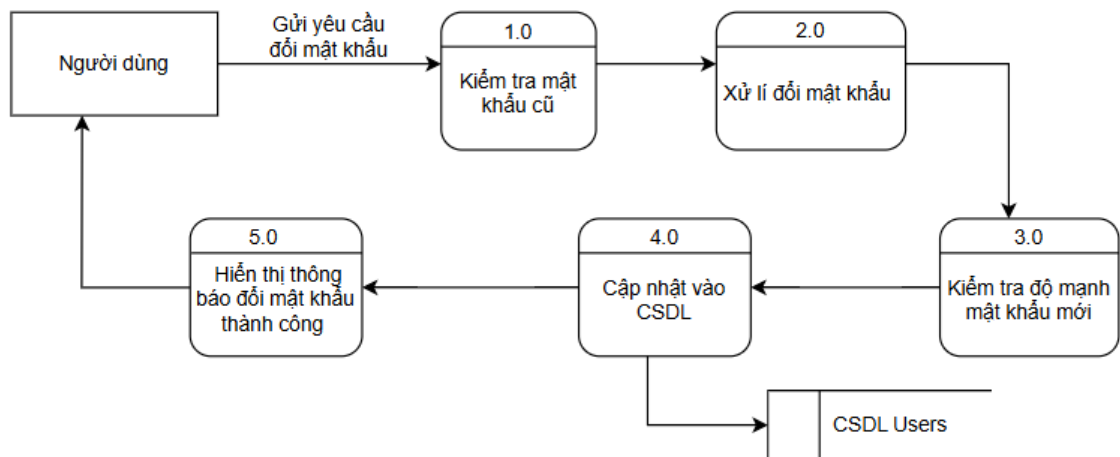 Gửi yêu cầu
đổi mật khẩu
Người dùng
1.0
Kiểm tra mật
khẩu cũ
2.0
Xử lí đổi mật khẩu
5.0
Hiển thị thông
báo đổi mật khẩu
thành công
4.0
Cập nhật vào
CSDL
3.0
Kiểm tra độ mạnh
mật khẩu mới
CSDL Users